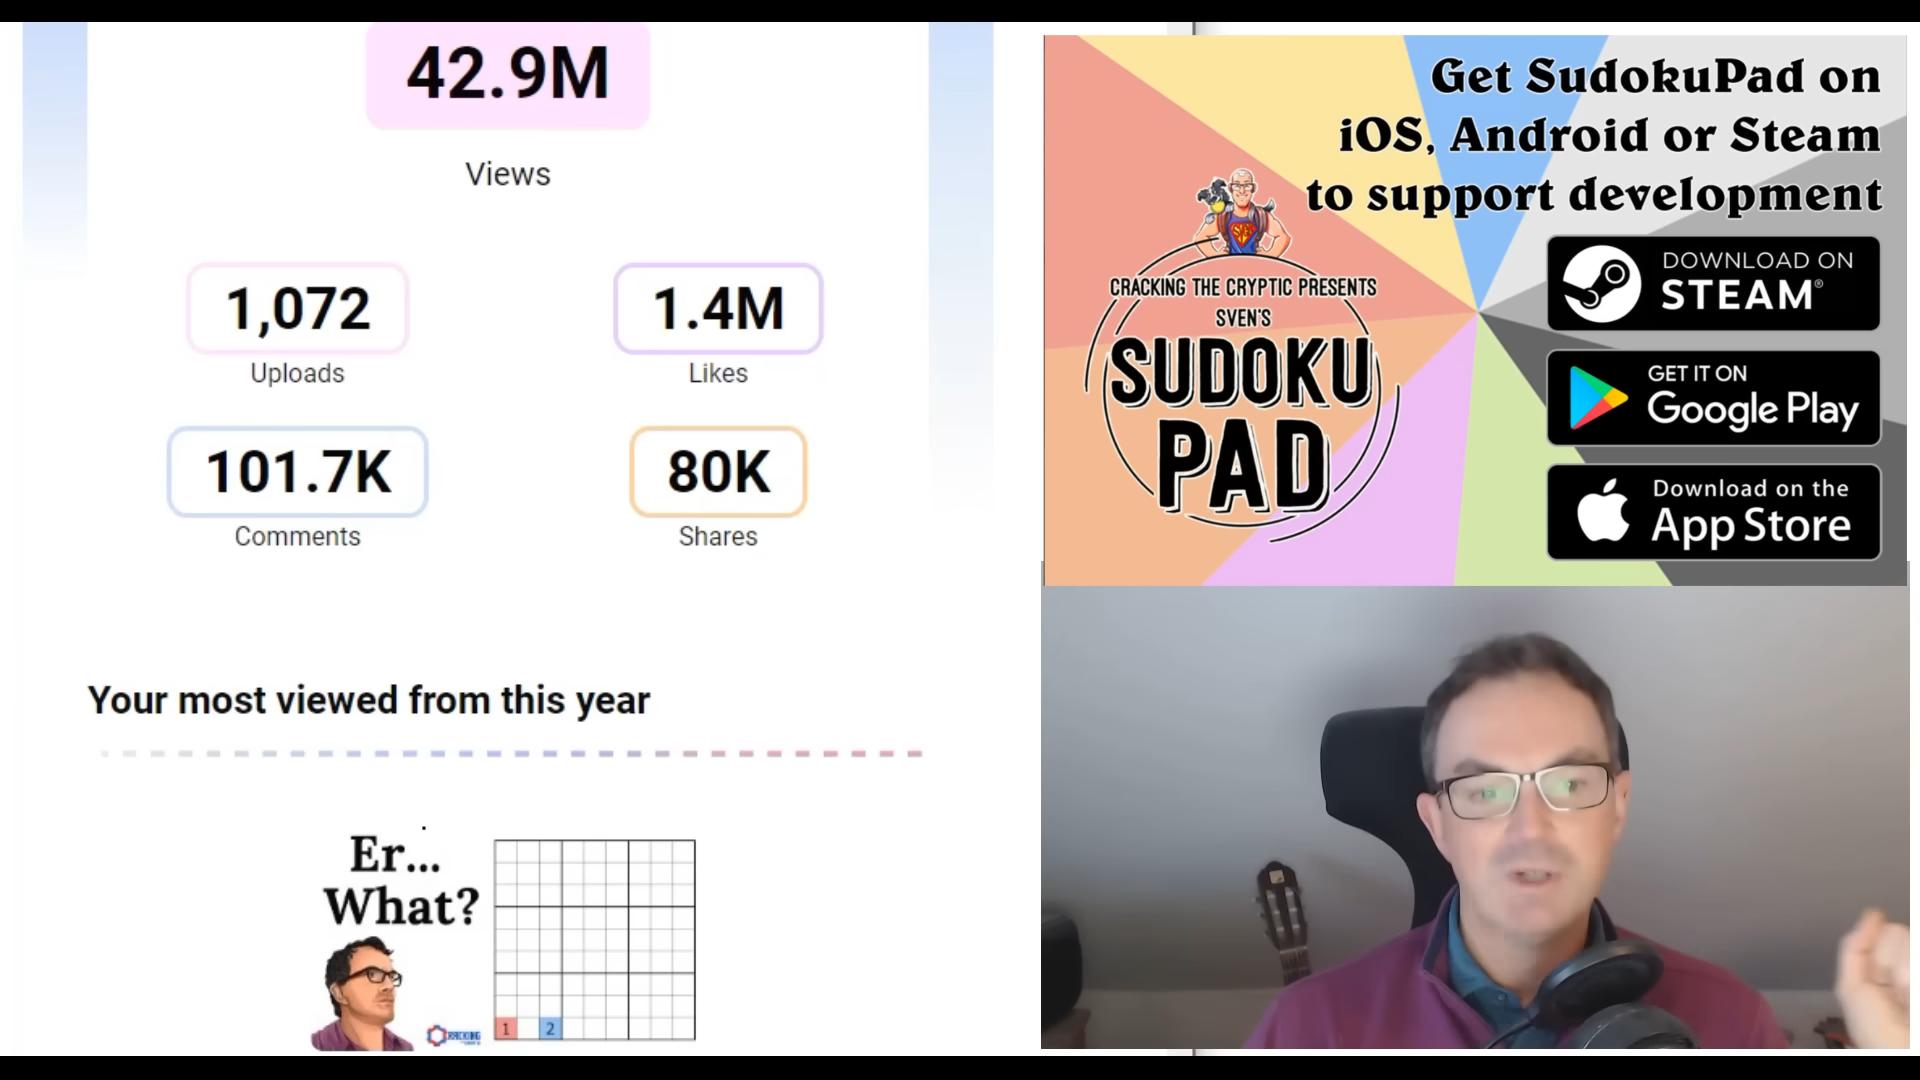 42.9M
Views
1,072
Uploads
1.4M
Likes
101.7K
Comments
80K
Shares
Your most viewed from this year
Er...
What?
1 2
Get SudokuPad on
iOS, Android or Steam
to support development
CRACKING THE CRYPTIC PRESENTS
SVEN'S
SUDOKU
PAD
DOWNLOAD ON
STEAM®
GET IT ON
Google Play
Download on the
App Store